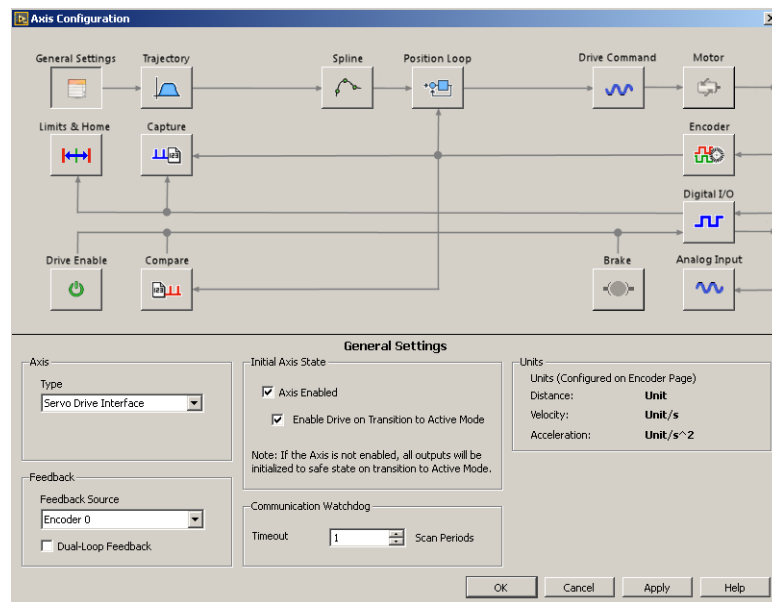 Axis Configuration
General Settings
Trajectory
Spline
Position Loop
Drive Command
Motor
Limits & Home
Capture
Encoder
123
Digital I/O
Drive Enable
Compare
Brake
Analog Input
123
General Settings
Axis
Type
Servo Drive Interface
Feedback
Feedback Source
Encoder 0
Dual-Loop Feedback
Initial Axis State
Axis Enabled
Enable Drive on Transition to Active Mode
Note: If the Axis is not enabled, all outputs will be
initialized to safe state on transition to Active Mode.
Communication Watchdog
Timeout 1 Scan Periods
Units
Units (Configured on Encoder Page)
Distance: Unit
Velocity: Unit/s
Acceleration: Unit/s^2
OK Cancel Apply Help